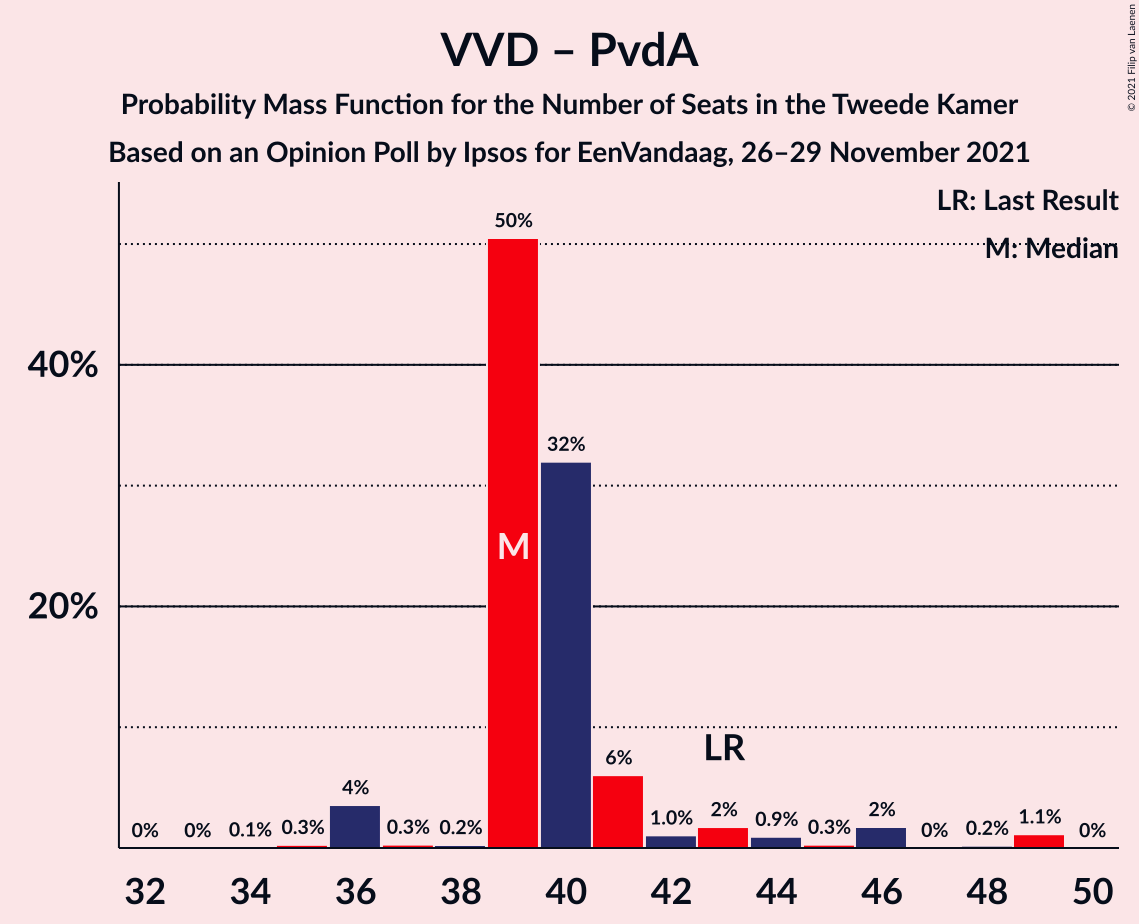 VVD – PvdA
Probability Mass Function for the Number of Seats in the Tweede Kamer
Based on an Opinion Poll by Ipsos for EenVandaag, 26–29 November 2021
© 2021 Filip van Laenen
LR: Last Result
M: Median
40%
20%
0%
0%
0.1%
0.3%
4%
0.3%
0.2%
50%
M
32%
6%
1.0%
LR
2%
0.9%
0.3%
2%
0%
0.2%
1.1%
0%
32 34 36 38 40 42 44 46 48 50